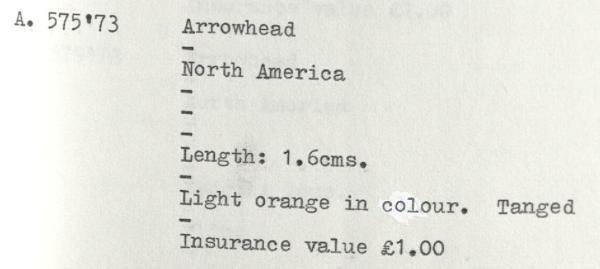 A. 575'73 Arrowhead
-
North America
-
-
-
Length: 1.6cms.
-
Light orange in colour. Tanged
-
Insurance value £1.00